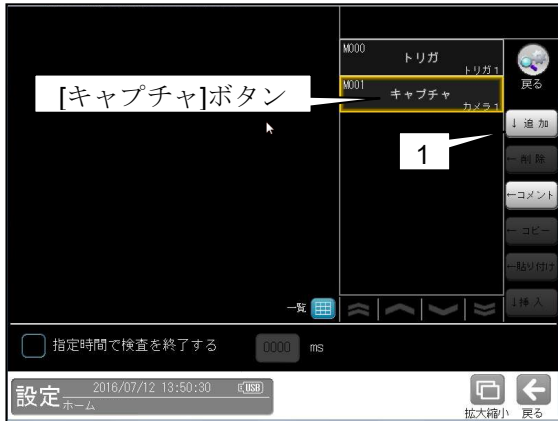 M000
トリガ
トリガ1
戻る
[キャプチャ]ボタン
M001
キャプチャ
カメラ1
↓ 追 加
1
← 削 除
←コメント
← コピー
←貼り付け
一覧
↓挿 入
指定時間で検査を終了する
0000 ms
設定
2016/07/12 13:50:30
USB
ホーム
拡大縮小
戻る